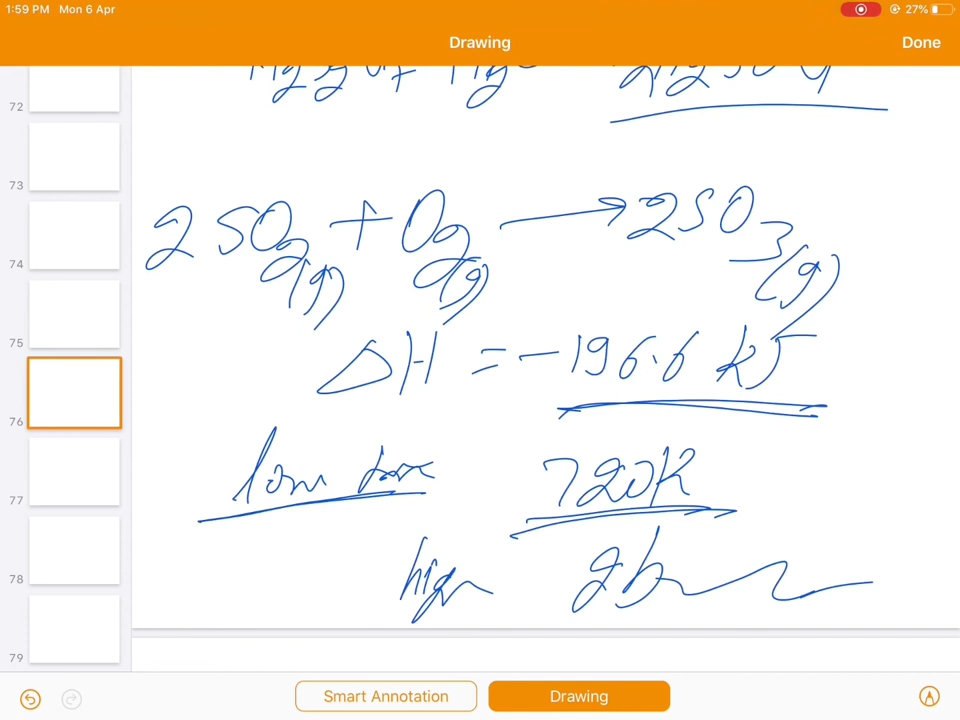 1:59 PM Mon 6 Apr 27%
Drawing
Done
72
73
74
75
76
77
78
79
2SO2(g) + O2(g) → 2SO3(g)
ΔH = -196.6 kJ
low 720K
high 2b
Smart Annotation
Drawing